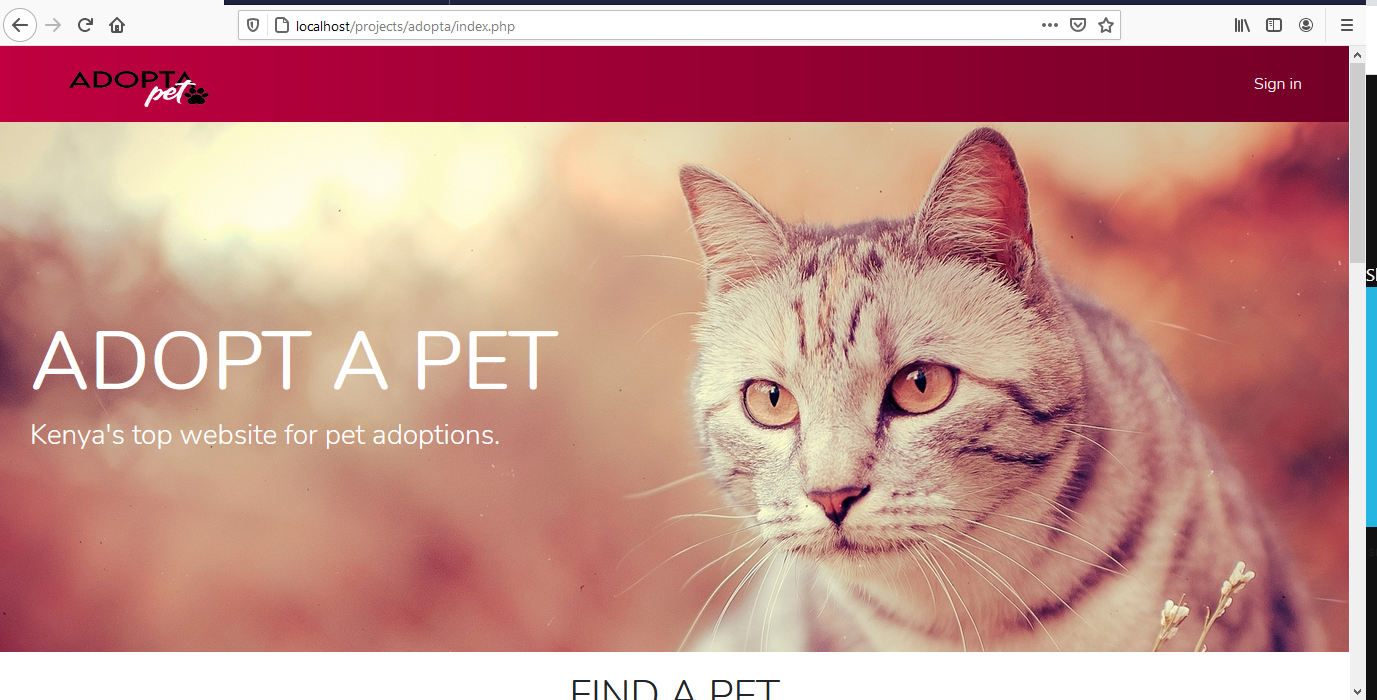 localhost/projects/adopta/index.php
ADOPTA
pet
Sign in
ADOPT A PET
Kenya's top website for pet adoptions.
FIND A PET